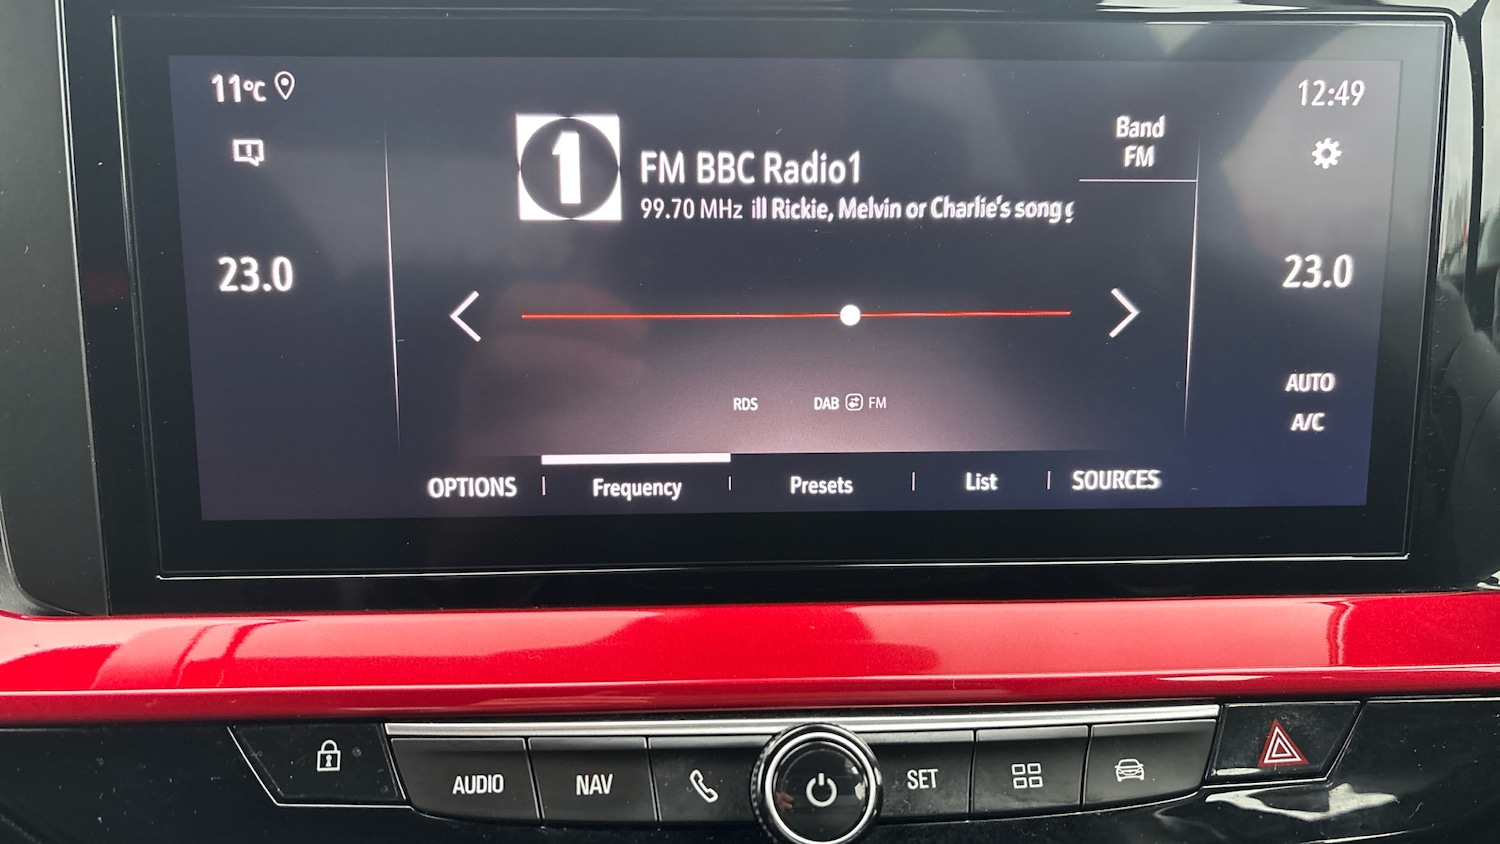 11°C
12:49
Band
FM
1
FM BBC Radio1
99.70 MHz ill Rickie, Melvin or Charlie's song
23.0
23.0
AUTO
A/C
RDS
DAB FM
OPTIONS
Frequency
Presets
List
SOURCES
AUDIO
NAV
SET